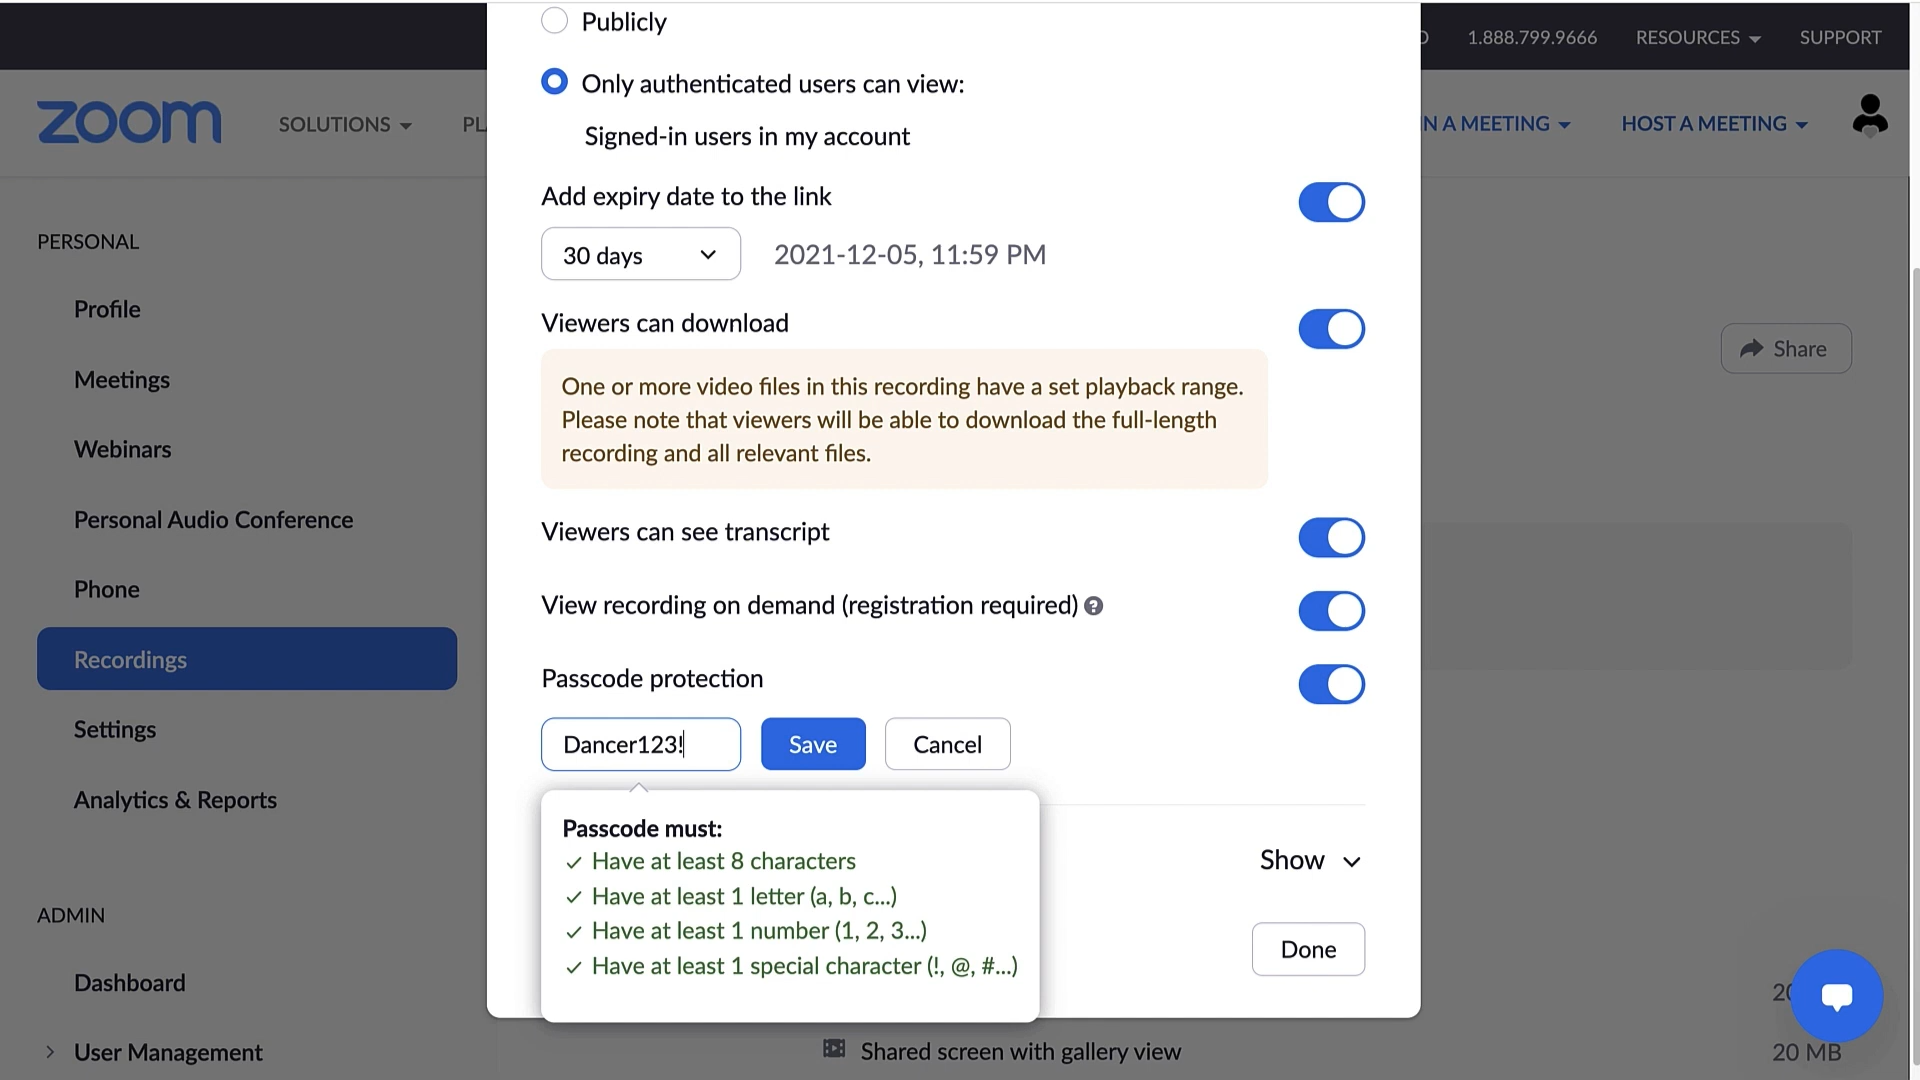 Publicly
1.888.799.9666
RESOURCES
SUPPORT
Only authenticated users can view:
zoom
SOLUTIONS
N A MEETING
HOST A MEETING
Signed-in users in my account
Add expiry date to the link
PERSONAL
30 days
2021-12-05, 11:59 PM
Profile
Viewers can download
Share
Meetings
One or more video files in this recording have a set playback range.
Please note that viewers will be able to download the full-length
recording and all relevant files.
Webinars
Personal Audio Conference
Viewers can see transcript
Phone
View recording on demand (registration required) ?
Recordings
Passcode protection
Settings
Dancer123!
Save
Cancel
Analytics & Reports
Passcode must:
✓ Have at least 8 characters
✓ Have at least 1 letter (a, b, c...)
✓ Have at least 1 number (1, 2, 3...)
✓ Have at least 1 special character (!, @, #...)
Show
ADMIN
Done
Dashboard
User Management
Shared screen with gallery view
20 MB